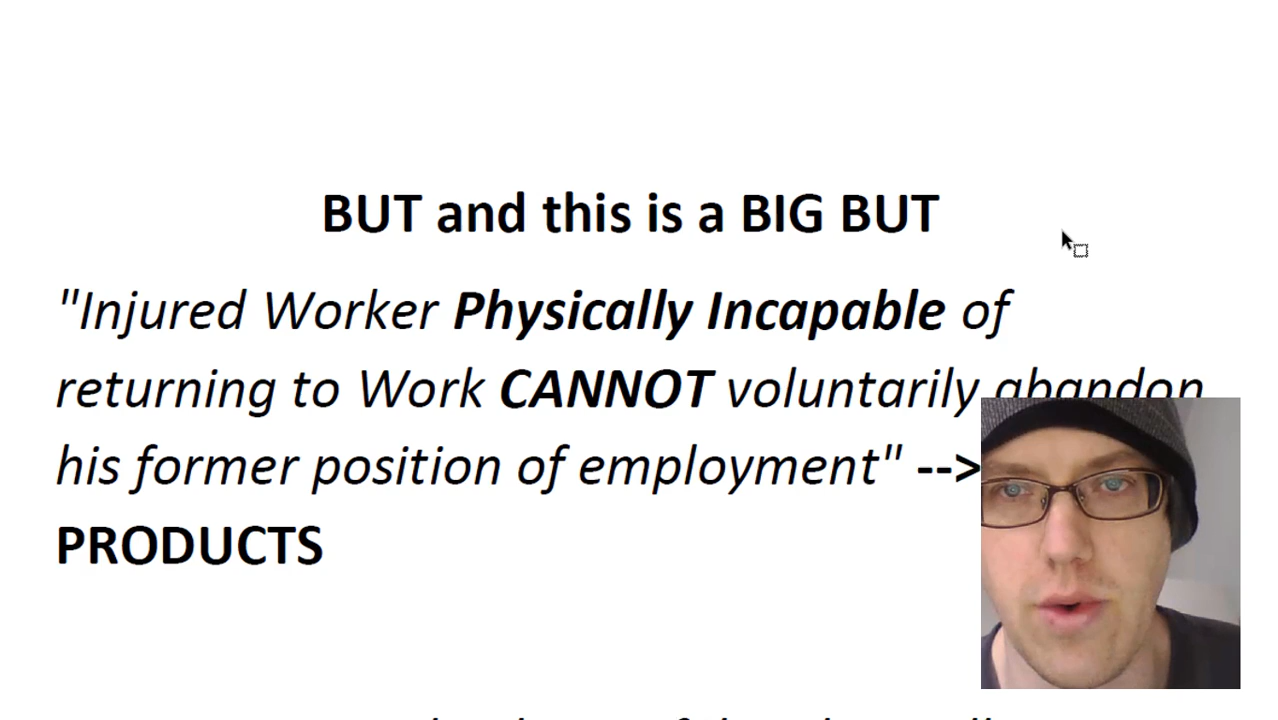 BUT and this is a BIG BUT
"Injured Worker Physically Incapable of
returning to Work CANNOT voluntarily abandon
his former position of employment" -->
PRODUCTS